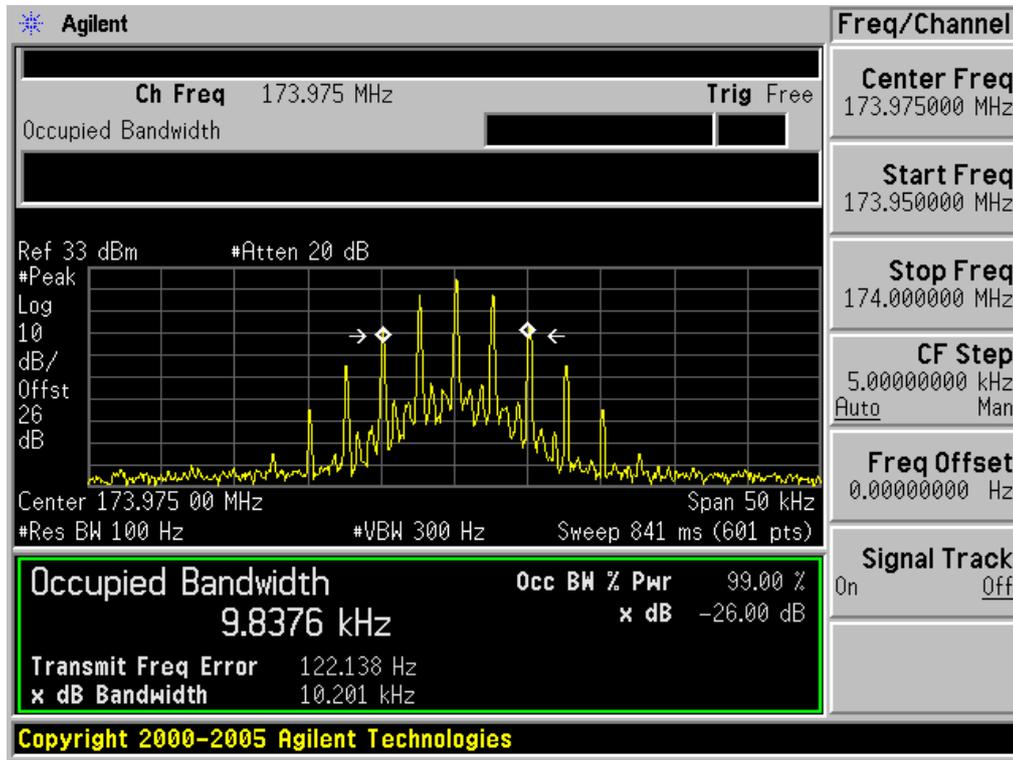 Agilent
Freq/Channel
Ch Freq 173.975 MHz Trig Free
Occupied Bandwidth
Center Freq
173.975000 MHz
Start Freq
173.950000 MHz
Stop Freq
174.000000 MHz
CF Step
5.00000000 kHz
Auto Man
Freq Offset
0.00000000 Hz
Signal Track
On Off
Ref 33 dBm #Atten 20 dB
#Peak
Log
10
dB/
Offst
26
dB
Center 173.975 00 MHz Span 50 kHz
#Res BW 100 Hz #VBW 300 Hz Sweep 841 ms (601 pts)
Occupied Bandwidth Occ BW % Pwr 99.00 %
9.8376 kHz x dB -26.00 dB
Transmit Freq Error 122.138 Hz
x dB Bandwidth 10.201 kHz
Copyright 2000-2005 Agilent Technologies